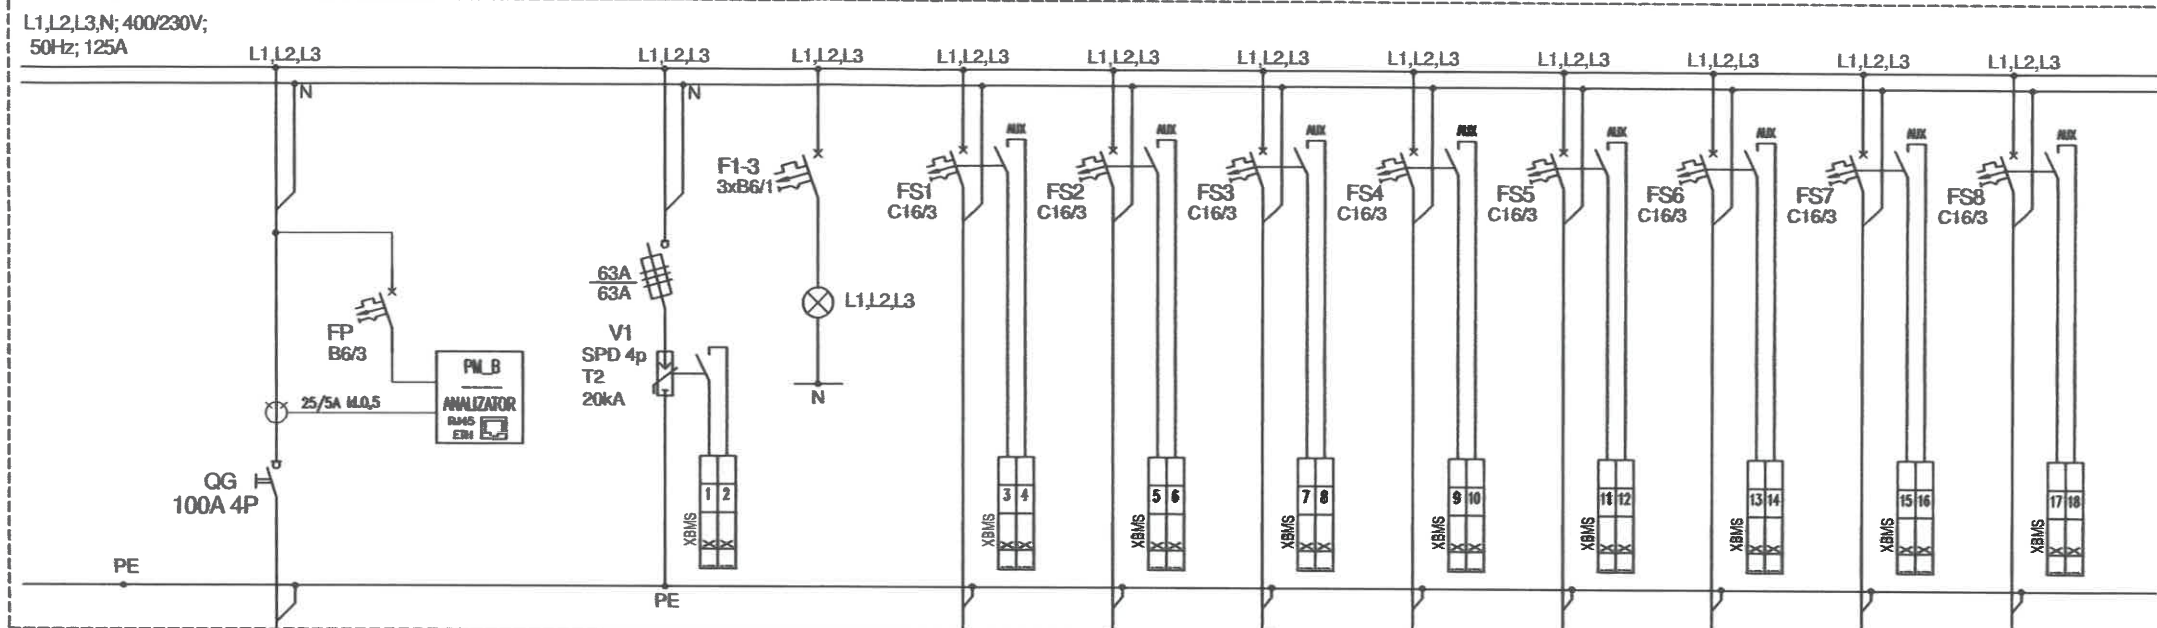 L1,L2,L3,N; 400/230V;
50Hz; 125A
L1,L2,L3
L1,L2,L3
L1,L2,L3
L1,L2,L3
L1,L2,L3
L1,L2,L3
L1,L2,L3
L1,L2,L3
L1,L2,L3
L1,L2,L3
L1,L2,L3
N
N
AUX
AUX
AUX
AUX
AUX
AUX
AUX
AUX
F1-3
3xB6/1
FS1
C16/3
FS2
C16/3
FS3
C16/3
FS4
C16/3
FS5
C16/3
FS6
C16/3
FS7
C16/3
FS8
C16/3
63A
63A
L1,L2,L3
FP
B6/3
V1
SPD 4p
T2
20kA
PM_B
ANALIZATOR
RJ45
ETH
25/5A kl.0,5
N
QG
100A 4P
XBMS
1 2
XBMS
3 4
XBMS
5 6
XBMS
7 8
XBMS
9 10
XBMS
11 12
XBMS
13 14
XBMS
15 16
XBMS
17 18
PE
PE